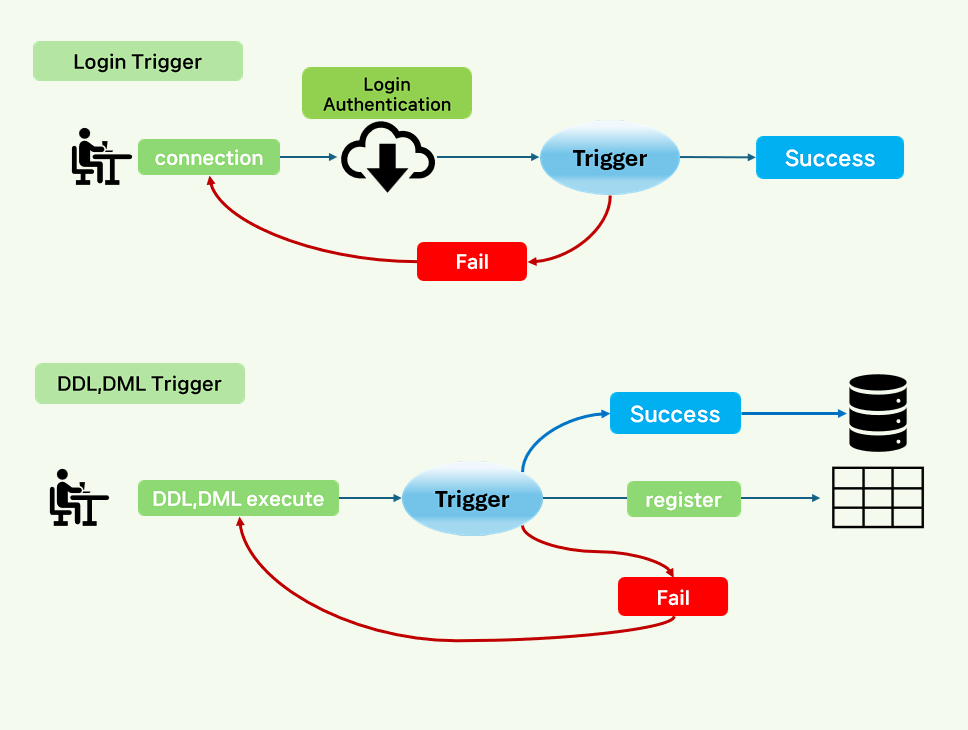 Login Trigger
Login
Authentication
connection
Trigger
Success
Fail
DDL,DML Trigger
Success
DDL,DML execute
Trigger
register
Fail